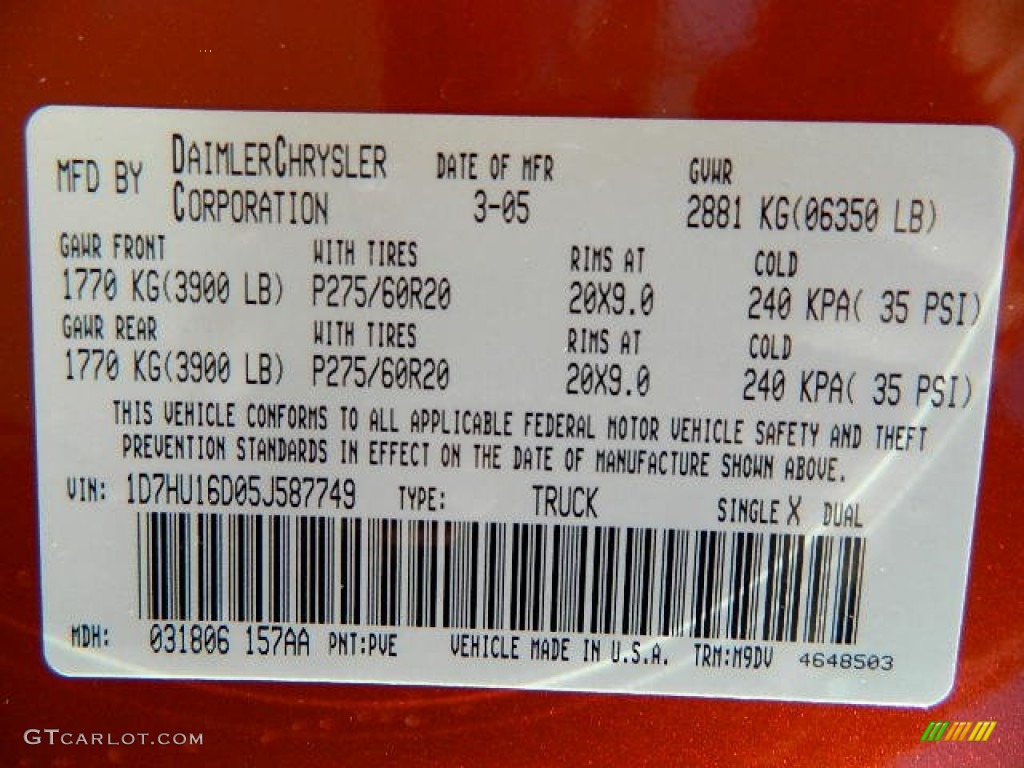 MFD BY DAIMLERCHRYSLER CORPORATION DATE OF MFR 3-05 GVWR 2881 KG(06350 LB)
GAWR FRONT WITH TIRES RIMS AT COLD
1770 KG(3900 LB) P275/60R20 20X9.0 240 KPA( 35 PSI)
GAWR REAR WITH TIRES RIMS AT COLD
1770 KG(3900 LB) P275/60R20 20X9.0 240 KPA( 35 PSI)
THIS VEHICLE CONFORMS TO ALL APPLICABLE FEDERAL MOTOR VEHICLE SAFETY AND THEFT
PREVENTION STANDARDS IN EFFECT ON THE DATE OF MANUFACTURE SHOWN ABOVE.
VIN: 1D7HU16D05J587749 TYPE: TRUCK SINGLE X DUAL
MDH: 031806 157AA PNT:PVE VEHICLE MADE IN U.S.A. TRM:M9DV 4648503
GTCARLOT.COM